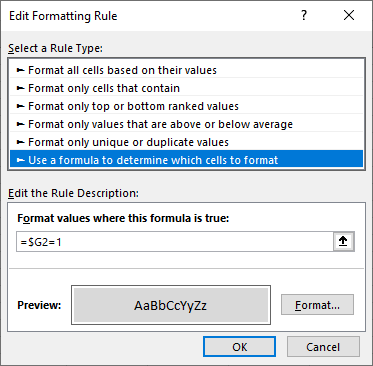 Edit Formatting Rule ? ×
Select a Rule Type:
► Format all cells based on their values
► Format only cells that contain
► Format only top or bottom ranked values
► Format only values that are above or below average
► Format only unique or duplicate values
► Use a formula to determine which cells to format
Edit the Rule Description:
Format values where this formula is true:
=$G2=1
Preview: AaBbCcYyZz Format...
OK Cancel